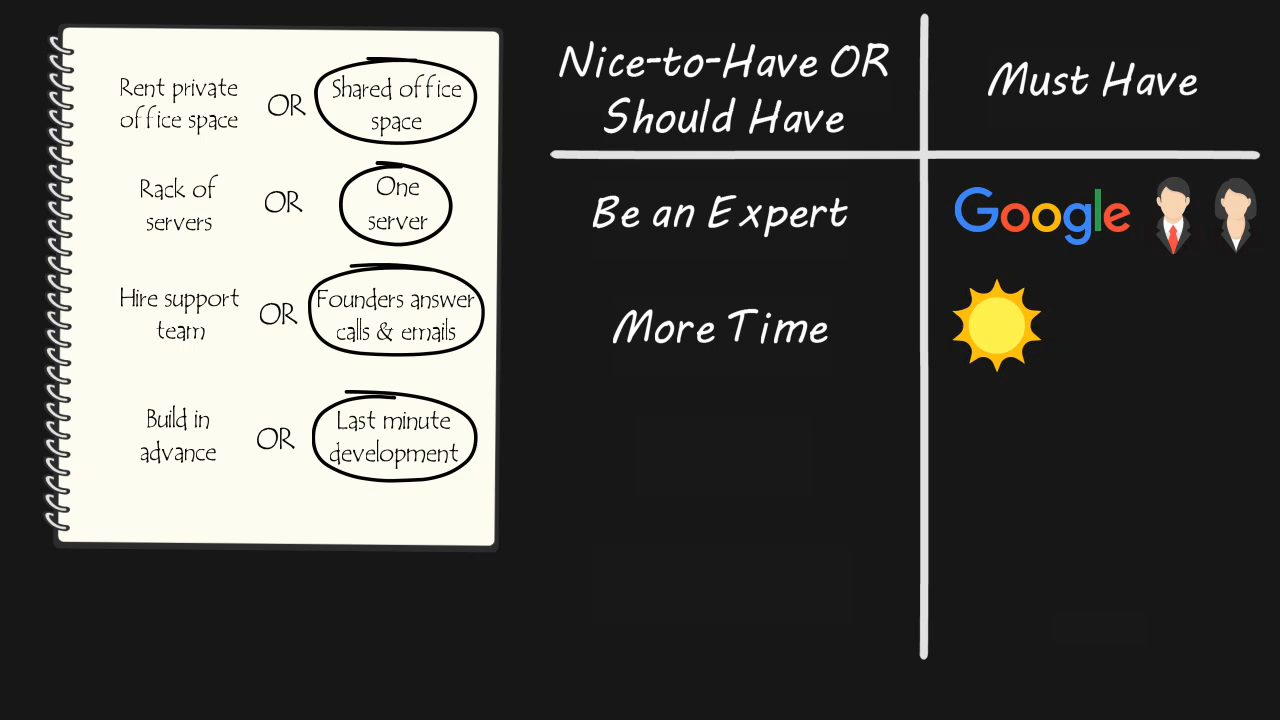 Rent private
office space
OR
Shared office
space
Rack of
servers
OR
One
server
Hire support
team
OR
Founders answer
calls & emails
Build in
advance
OR
Last minute
development
Nice-to-Have OR
Should Have
Must Have
Be an Expert
Google
More Time